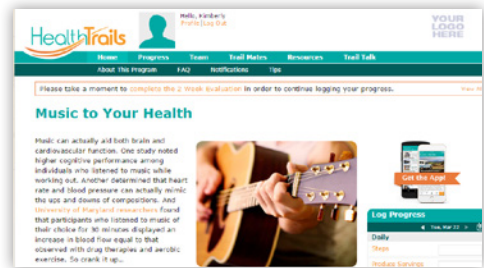 HealthTrails
Hello, Kimberly
Profile|Log Out
YOUR
LOGO
HERE
Home Progress Team Trail Mates Resources Trail Talk
About This Program FAQ Notifications Tips
Please take a moment to complete the 2 Week evaluation in order to continue logging your progress.
Music to Your Health
Music can actually aid both brain and
cardiovascular function. One study noted
higher cognitive performance among
individuals who listened to music while
working out. Another determined that heart
rate and blood pressure can actually mimic
the ups and downs of compositions. And
University of Maryland researchers found
that participants who listened to music of
their choice for 30 minutes displayed an
increase in blood flow equal to that
observed with drug therapies and aerobic
exercise. So crank it up...
Get the App!
Log Progress
Tue, Mar 22
Daily
Steps
Produce Servings